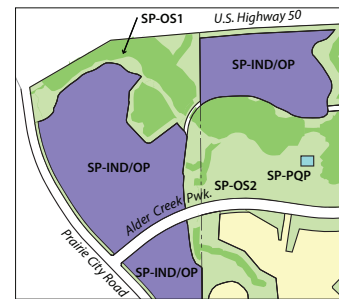 SP-OS1
U.S. Highway 50
SP-IND/OP
SP-IND/OP
SP-PQP
SP-OS2
Alder Creek Pwk.
SP-IND/OP
Prairie City Road